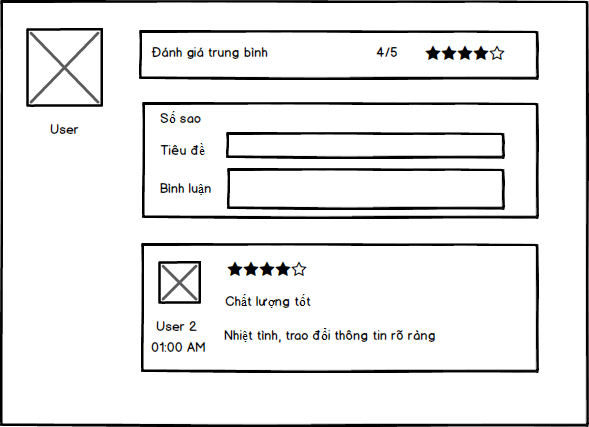 Đánh giá trung bình 4/5
User
Số sao
Tiêu đề
Bình luận
Chất lượng tốt
User 2
01:00 AM
Nhiệt tình, trao đổi thông tin rõ ràng